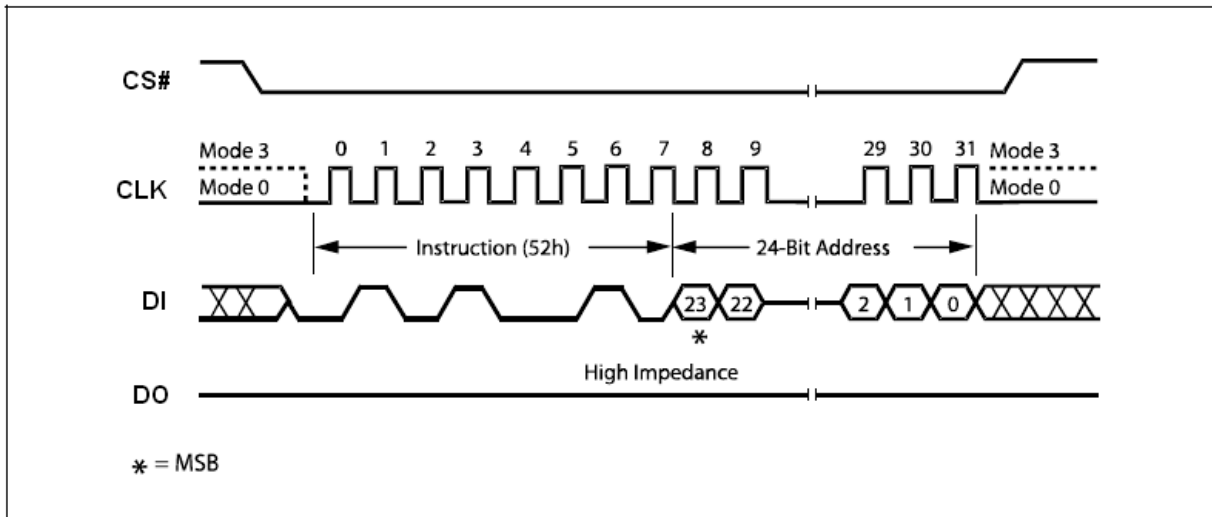 CS#
Mode 3 0 1 2 3 4 5 6 7 8 9 29 30 31 Mode 3
CLK Mode 0 Mode 0
Instruction (52h) 24-Bit Address
DI 23 22 2 1 0
*
High Impedance
DO
* = MSB